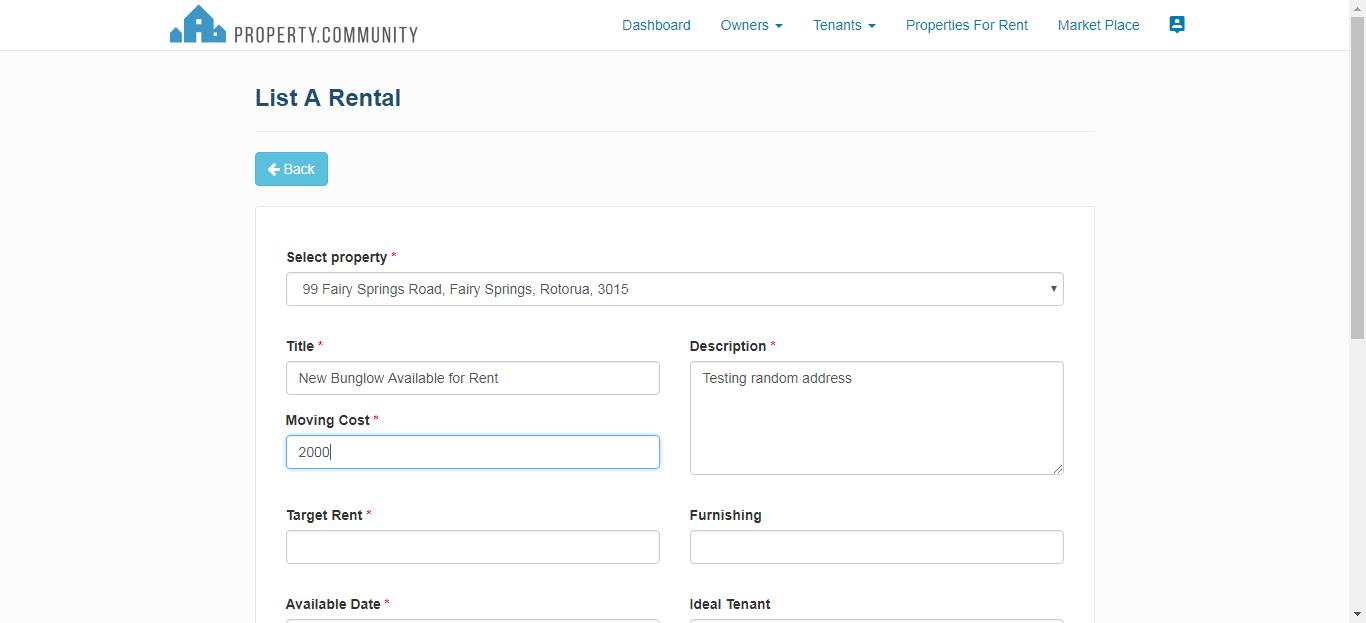 PROPERTY.COMMUNITY
Dashboard Owners Tenants Properties For Rent Market Place
List A Rental
Back
Select property *
99 Fairy Springs Road, Fairy Springs, Rotorua, 3015
Title *
New Bunglow Available for Rent
Description *
Testing random address
Moving Cost *
2000
Target Rent *
Furnishing
Available Date *
Ideal Tenant